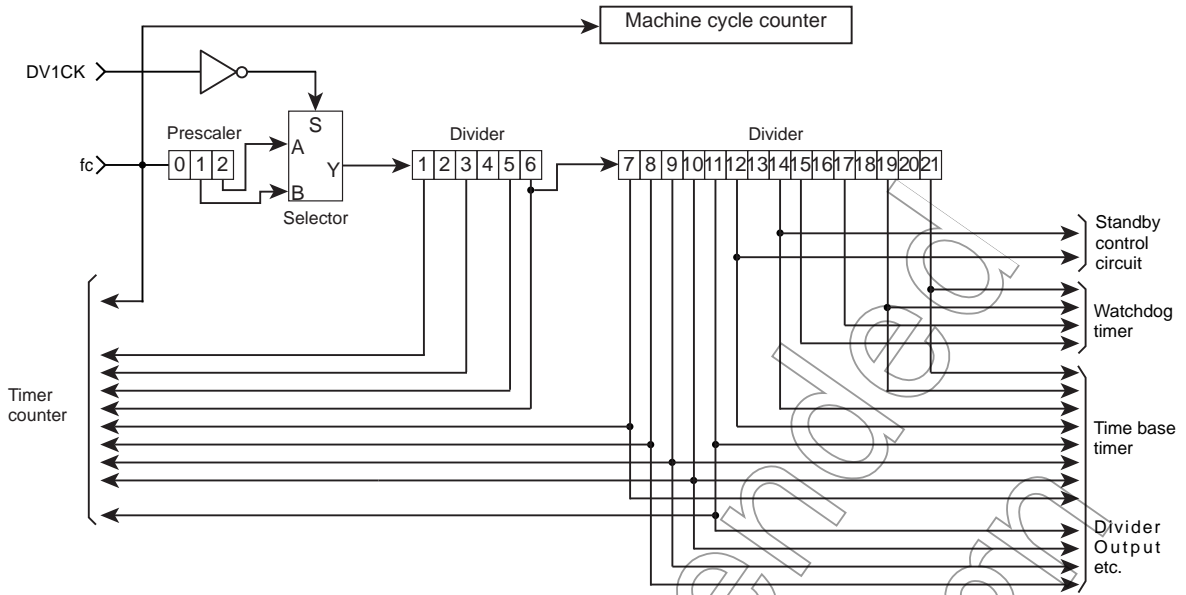 Machine cycle counter
DV1CK
S
Prescaler
Divider
Divider
fc
0 1 2
A
Y
B
1 2 3 4 5 6
7 8 9 10 11 12 13 14 15 16 17 18 19 20 21
Selector
Standby
control
circuit
Watchdog
timer
Timer
counter
Time base
timer
Divider
Output
etc.